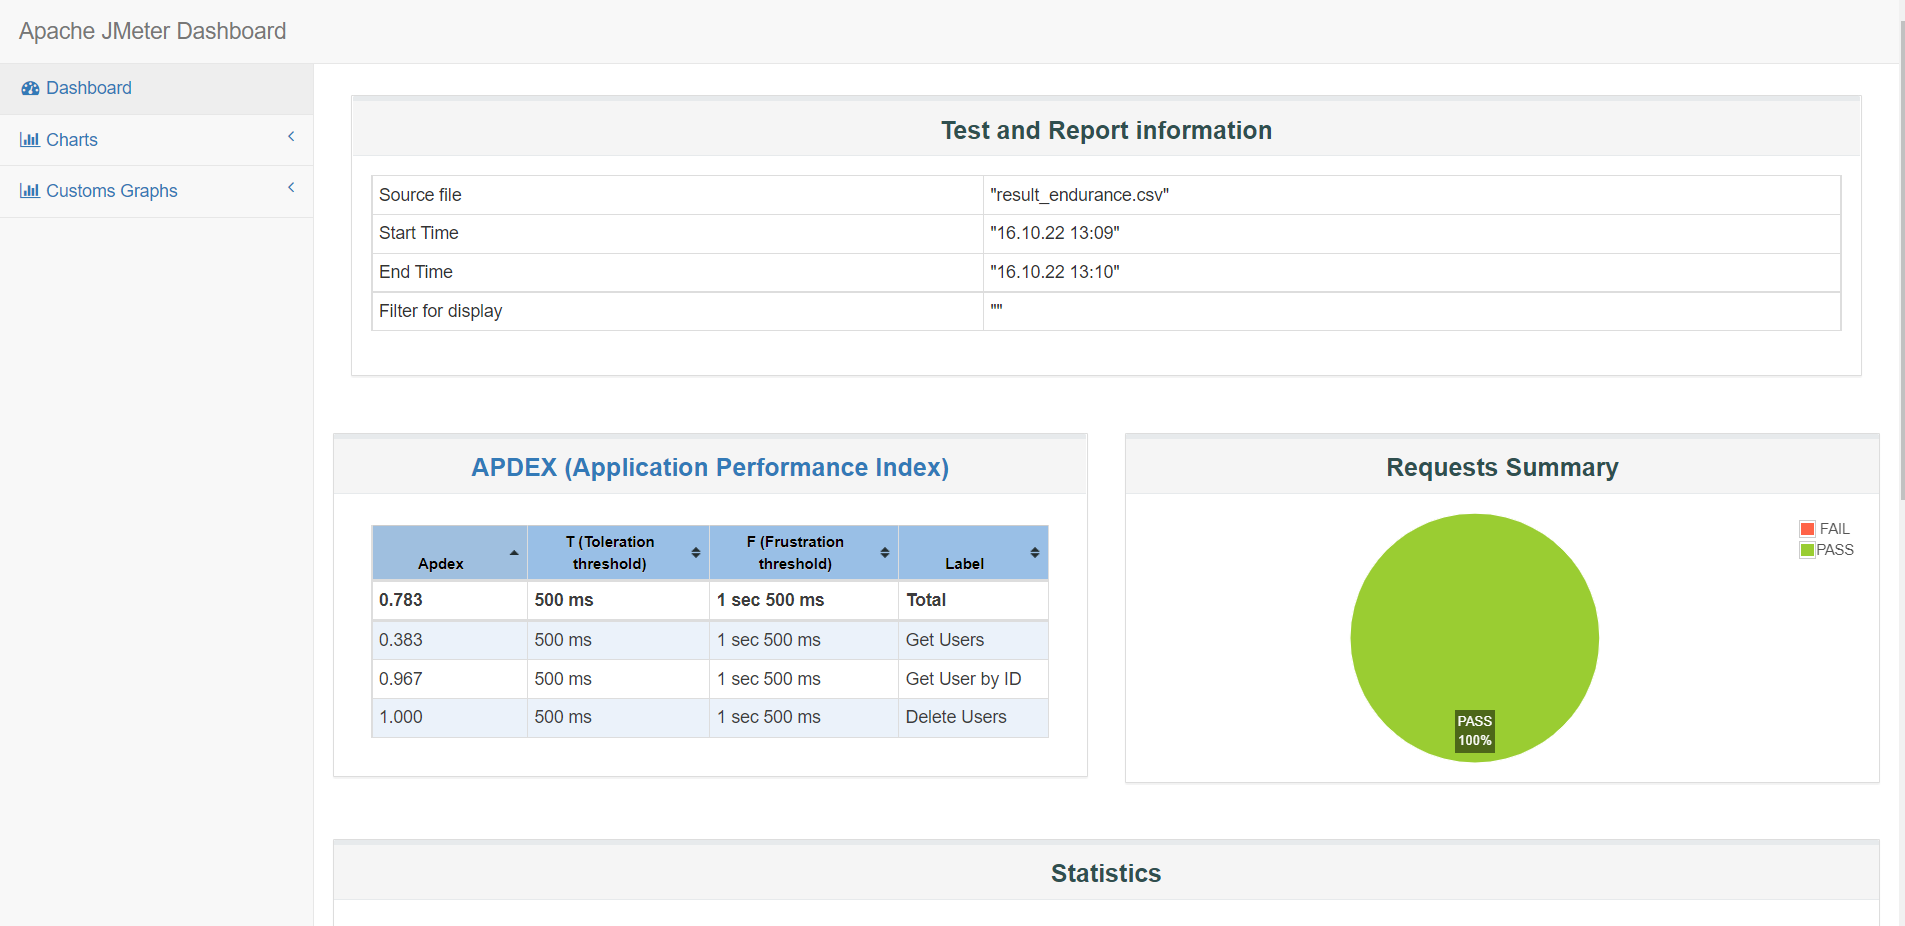 Apache JMeter Dashboard
Dashboard
Charts
Customs Graphs
Test and Report information
Source file "result_endurance.csv"
Start Time "16.10.22 13:09"
End Time "16.10.22 13:10"
Filter for display ""
APDEX (Application Performance Index)
Apdex T (Toleration threshold) F (Frustration threshold) Label
0.783 500 ms 1 sec 500 ms Total
0.383 500 ms 1 sec 500 ms Get Users
0.967 500 ms 1 sec 500 ms Get User by ID
1.000 500 ms 1 sec 500 ms Delete Users
Requests Summary
FAIL
PASS
PASS
100%
Statistics